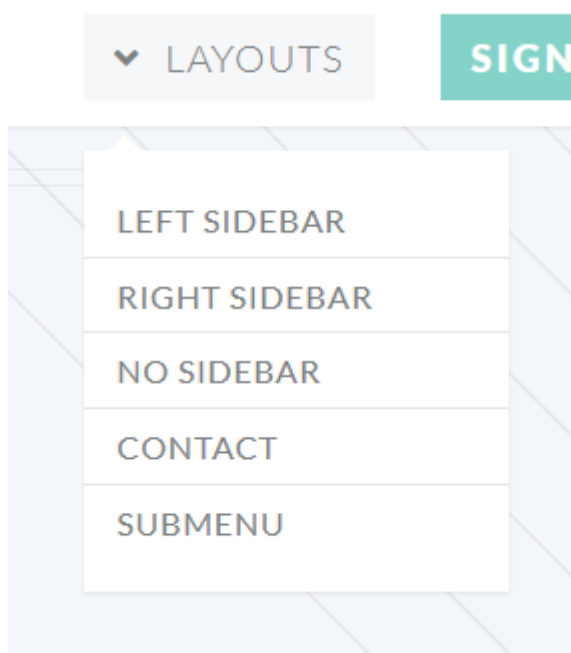 LAYOUTS SIGN
LEFT SIDEBAR
RIGHT SIDEBAR
NO SIDEBAR
CONTACT
SUBMENU